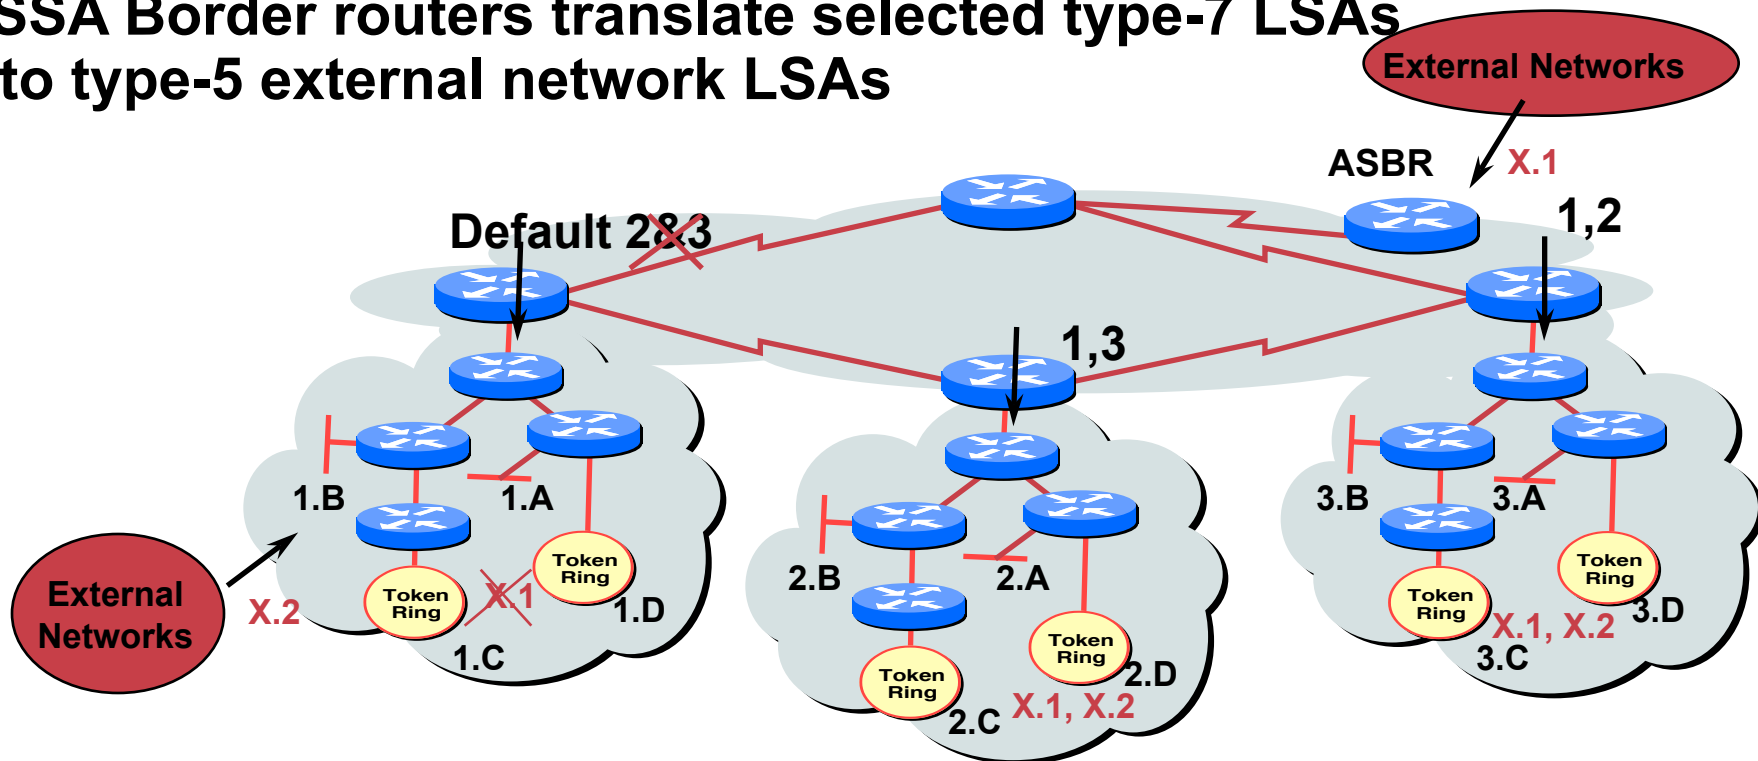 SSA Border routers translate selected type-7 LSAs
to type-5 external network LSAs
External Networks
ASBR
X.1
1,2
Default 2&3
1,3
1.B
1.A
3.B
3.A
Token
Ring
Token
Ring
2.B
2.A
Token
Ring
Token
Ring
External
Networks
X.2
X.1
1.D
X.1, X.2
3.D
1.C
3.C
Token
Ring
2.D
Token
Ring
X.1, X.2
2.C